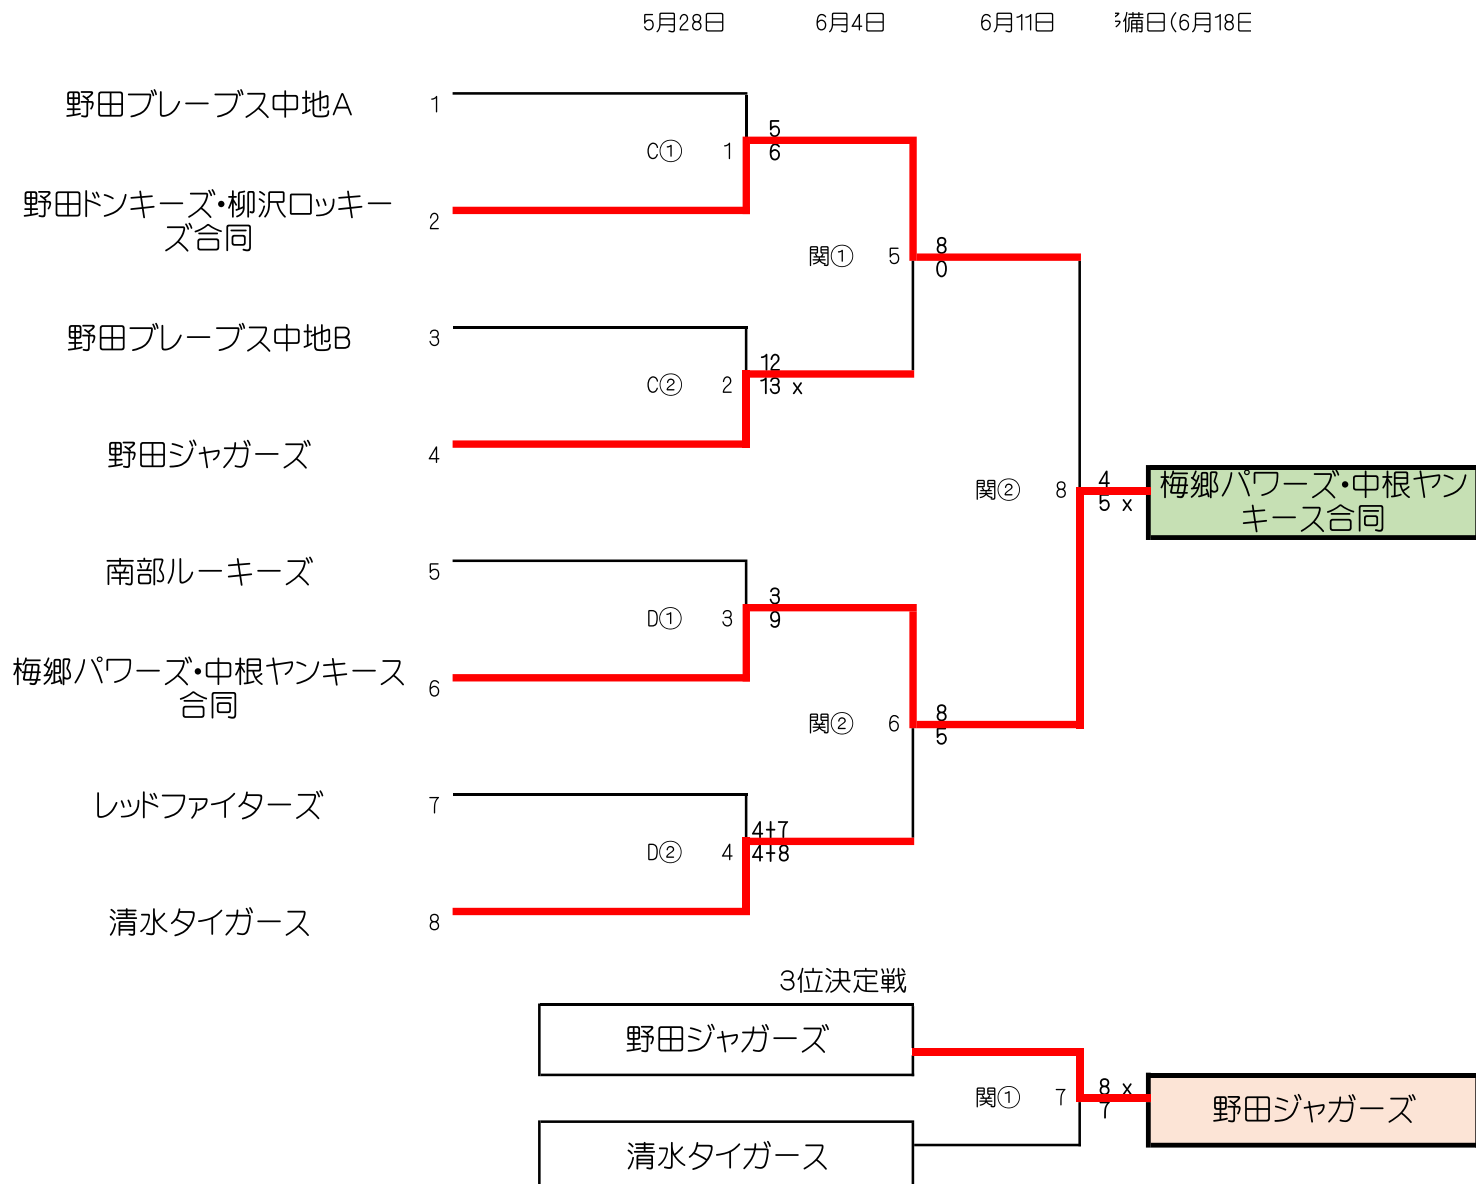 5月28日 6月4日 6月11日 予備日(6月18日
野田ブレーブス中地A 1
5
C① 1 6
野田ドンキーズ・柳沢ロッキー
ズ合同 2
8
関① 5 0
野田ブレーブス中地B 3
12
C② 2 13 x
野田ジャガーズ 4
4
関② 8 5 x
梅郷パワーズ・中根ヤン
キース合同
南部ルーキーズ 5
3
D① 3 9
梅郷パワーズ・中根ヤンキース
合同 6
8
関② 6 5
レッドファイターズ 7
4+7
D② 4 4+8
清水タイガース 8
3位決定戦
野田ジャガーズ
8 x
関① 7 7
野田ジャガーズ
清水タイガース